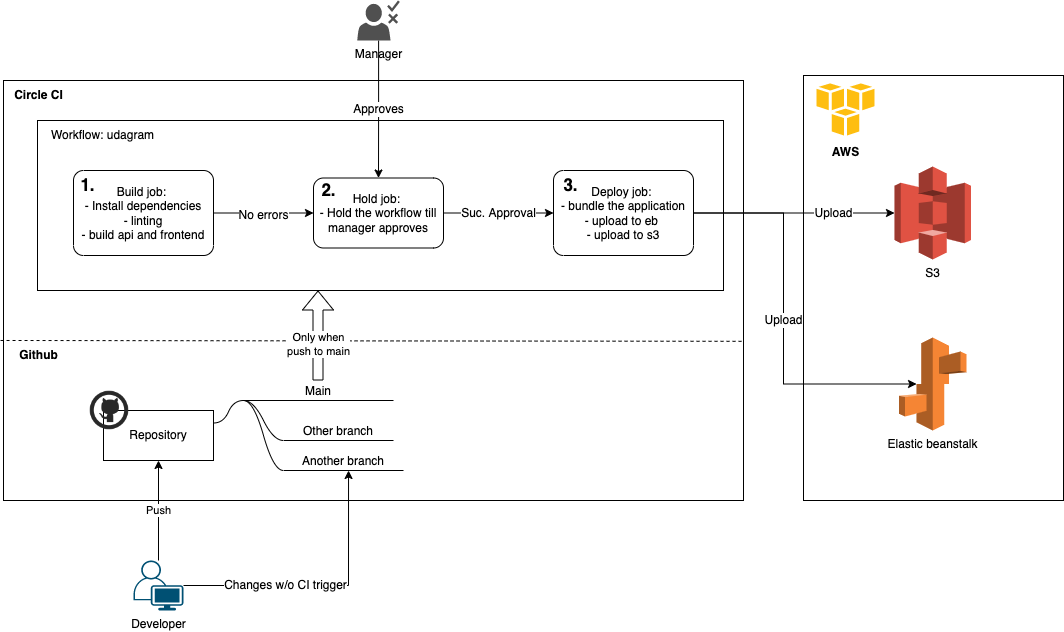 Manager
Circle CI
Approves
Workflow: udagram
1.
Build job:
- Install dependencies
- linting
- build api and frontend
No errors
2.
Hold job:
- Hold the workflow till
manager approves
Suc. Approval
3.
Deploy job:
- bundle the application
- upload to eb
- upload to s3
Upload
AWS
S3
Upload
Elastic beanstalk
Only when
push to main
Github
Main
Repository
Other branch
Another branch
Push
Changes w/o CI trigger
Developer